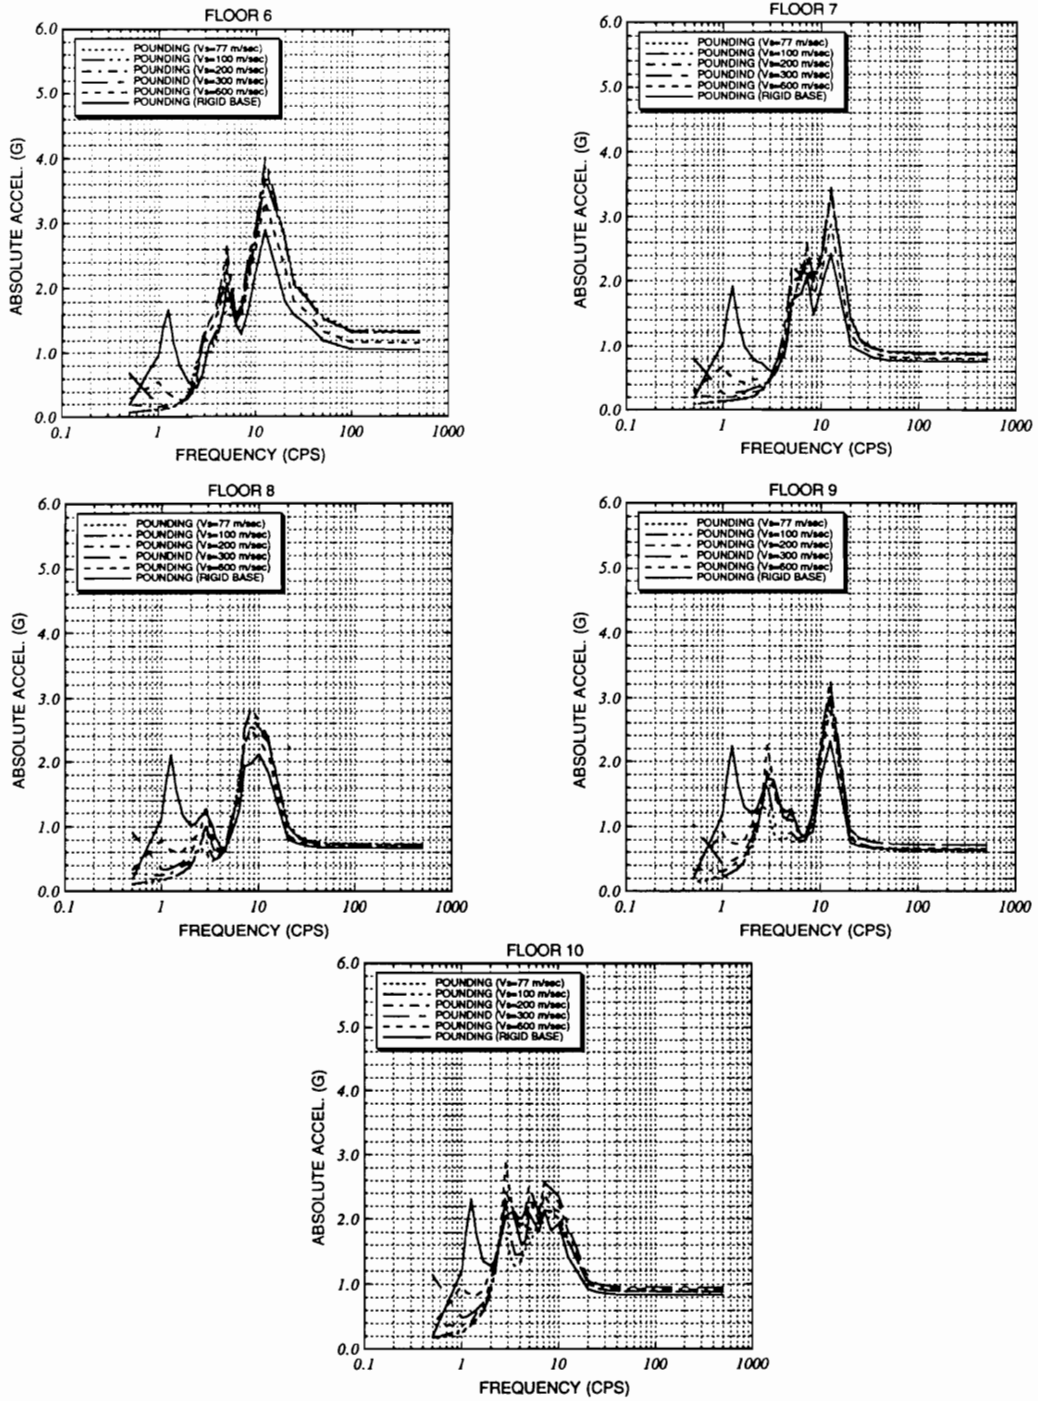 FLOOR 6
6.0
5.0
4.0
3.0
2.0
1.0
0.0
0.1
1
10
100
1000
ABSOLUTE ACCEL. (G)
FREQUENCY (CPS)
POUNDING (Vs=77 m/sec)
POUNDING (Vs=100 m/sec)
POUNDING (Vs=200 m/sec)
POUNDIND (Vs=300 m/sec)
POUNDING (Vs=600 m/sec)
POUNDING (RIGID BASE)
FLOOR 7
6.0
5.0
4.0
3.0
2.0
1.0
0.0
0.1
1
10
100
1000
ABSOLUTE ACCEL. (G)
FREQUENCY (CPS)
POUNDING (Vs=77 m/sec)
POUNDING (Vs=100 m/sec)
POUNDING (Vs=200 m/sec)
POUNDIND (Vs=300 m/sec)
POUNDING (Vs=600 m/sec)
POUNDING (RIGID BASE)
FLOOR 8
6.0
5.0
4.0
3.0
2.0
1.0
0.0
0.1
1
10
100
1000
ABSOLUTE ACCEL. (G)
FREQUENCY (CPS)
POUNDING (Vs=77 m/sec)
POUNDING (Vs=100 m/sec)
POUNDING (Vs=200 m/sec)
POUNDIND (Vs=300 m/sec)
POUNDING (Vs=600 m/sec)
POUNDING (RIGID BASE)
FLOOR 9
6.0
5.0
4.0
3.0
2.0
1.0
0.0
0.1
1
10
100
1000
ABSOLUTE ACCEL. (G)
FREQUENCY (CPS)
POUNDING (Vs=77 m/sec)
POUNDING (Vs=100 m/sec)
POUNDING (Vs=200 m/sec)
POUNDIND (Vs=300 m/sec)
POUNDING (Vs=600 m/sec)
POUNDING (RIGID BASE)
FLOOR 10
6.0
5.0
4.0
3.0
2.0
1.0
0.0
0.1
1
10
100
1000
ABSOLUTE ACCEL. (G)
FREQUENCY (CPS)
POUNDING (Vs=77 m/sec)
POUNDING (Vs=100 m/sec)
POUNDING (Vs=200 m/sec)
POUNDIND (Vs=300 m/sec)
POUNDING (Vs=600 m/sec)
POUNDING (RIGID BASE)